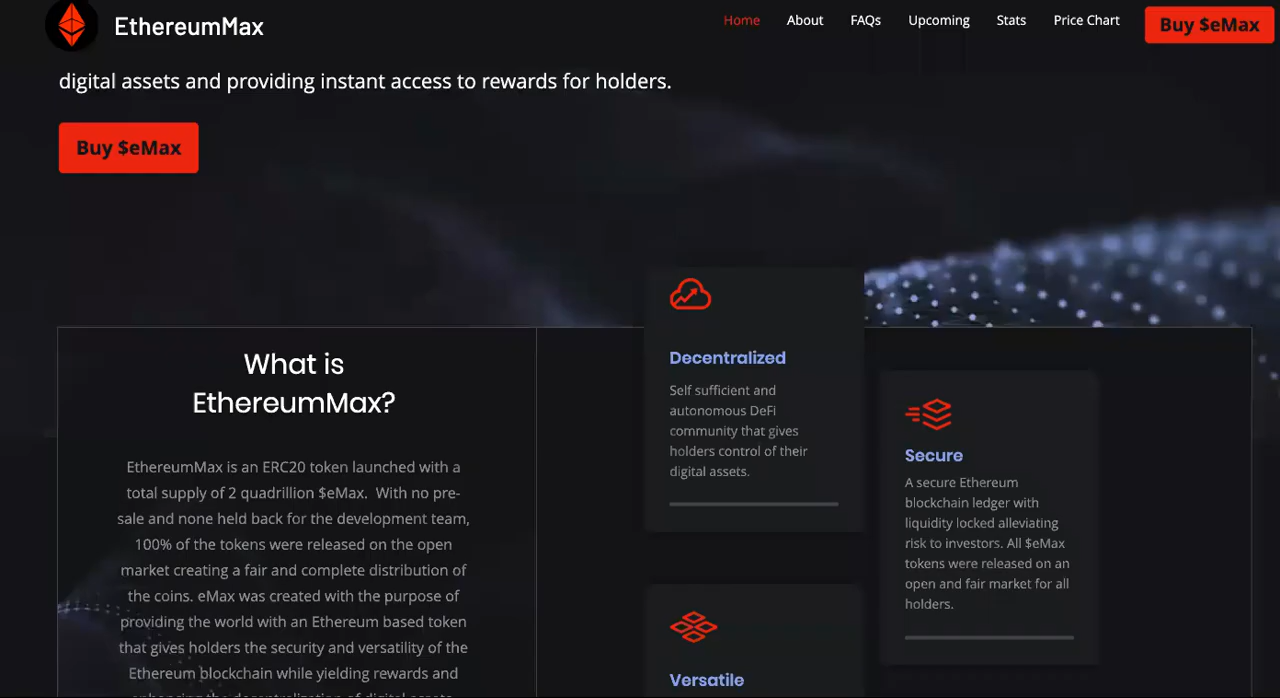 EthereumMax
Home
About
FAQs
Upcoming
Stats
Price Chart
Buy $eMax
digital assets and providing instant access to rewards for holders.
Buy $eMax
What is
EthereumMax?
EthereumMax is an ERC20 token launched with a
total supply of 2 quadrillion $eMax.  With no pre-
sale and none held back for the development team,
100% of the tokens were released on the open
market creating a fair and complete distribution of
the coins. eMax was created with the purpose of
providing the world with an Ethereum based token
that gives holders the security and versatility of the
Ethereum blockchain while yielding rewards and
enhancing the decentralization of digital assets
Decentralized
Self sufficient and
autonomous DeFi
community that gives
holders control of their
digital assets.
Secure
A secure Ethereum
blockchain ledger with
liquidity locked alleviating
risk to investors. All $eMax
tokens were released on an
open and fair market for all
holders.
Versatile